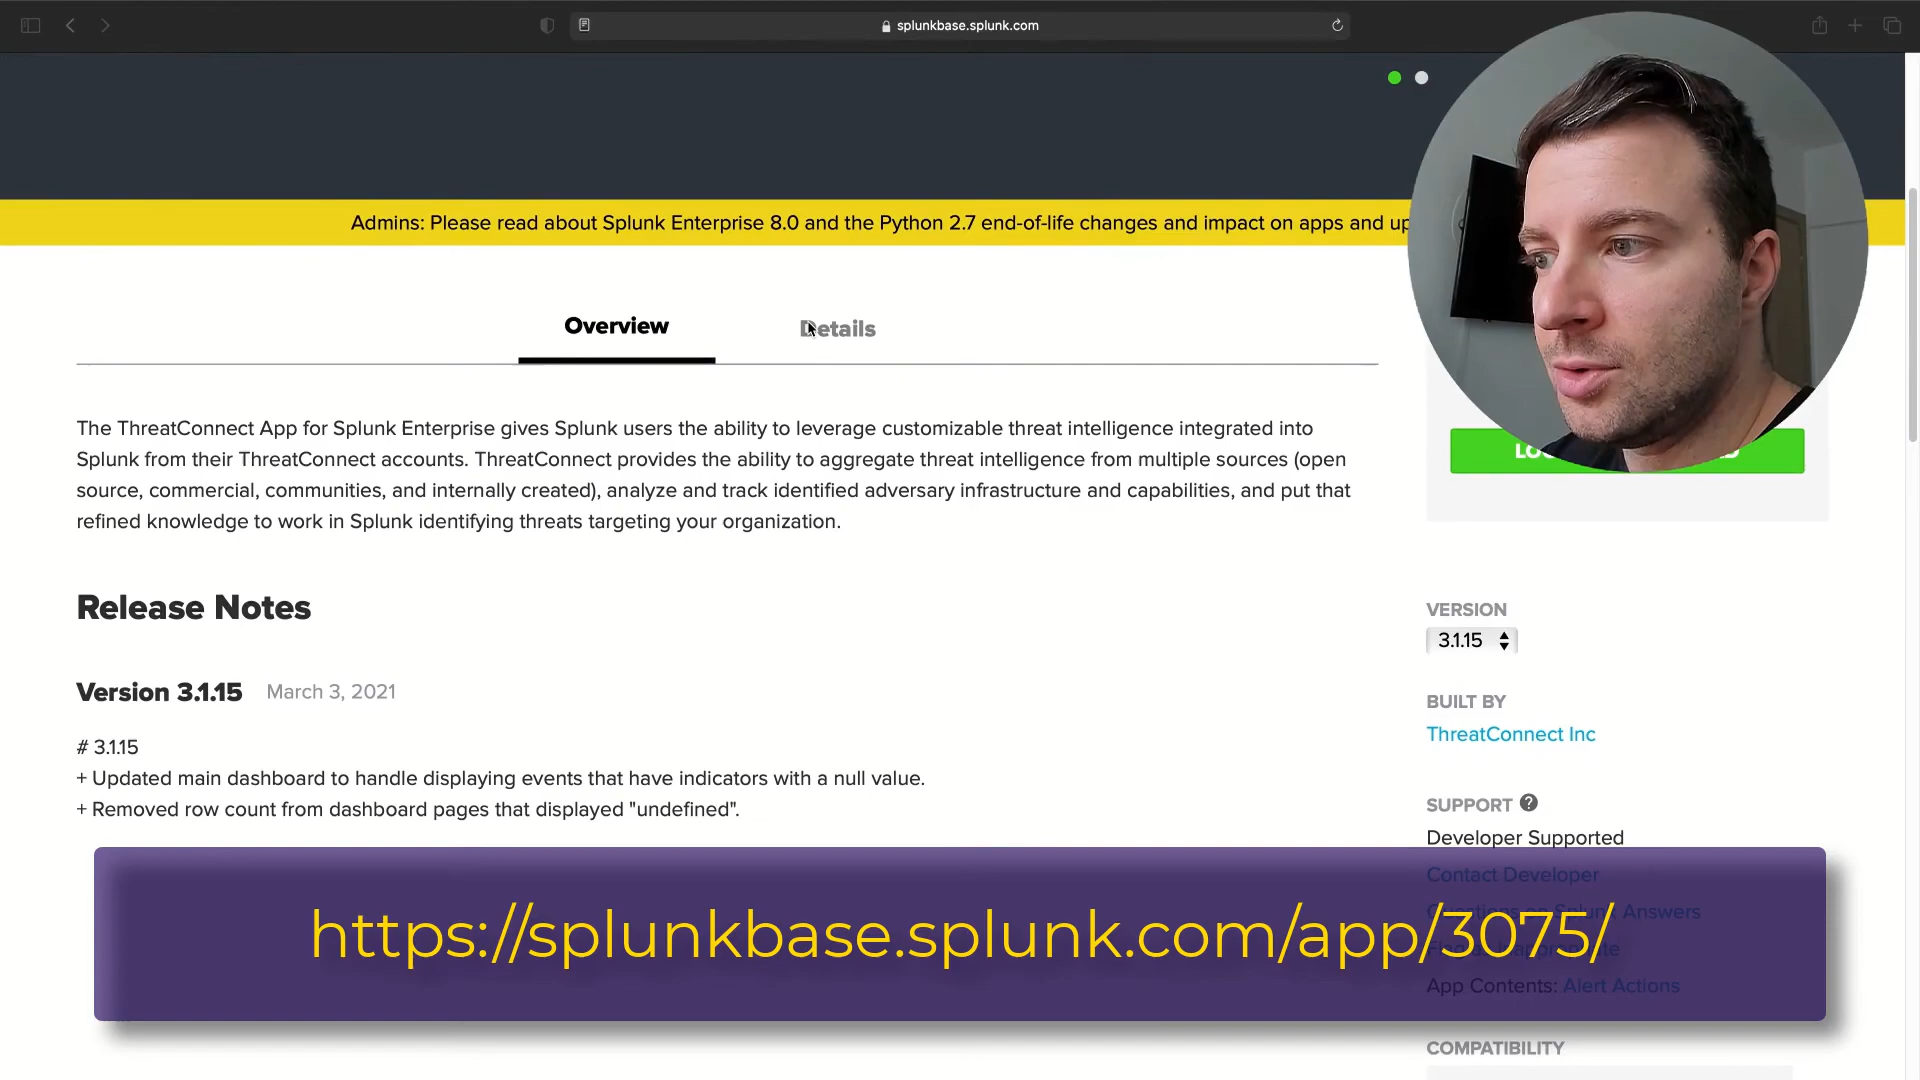 splunkbase.splunk.com
Admins: Please read about Splunk Enterprise 8.0 and the Python 2.7 end-of-life changes and impact on apps and up
Overview
Details
The ThreatConnect App for Splunk Enterprise gives Splunk users the ability to leverage customizable threat intelligence integrated into
Splunk from their ThreatConnect accounts. ThreatConnect provides the ability to aggregate threat intelligence from multiple sources (open
source, commercial, communities, and internally created), analyze and track identified adversary infrastructure and capabilities, and put that
refined knowledge to work in Splunk identifying threats targeting your organization.
Release Notes
Version 3.1.15 March 3, 2021
# 3.1.15
+ Updated main dashboard to handle displaying events that have indicators with a null value.
+ Removed row count from dashboard pages that displayed "undefined".
VERSION
3.1.15
BUILT BY
ThreatConnect Inc
SUPPORT
Developer Supported
Contact Developer
Questions on Splunk Answers
https://splunkbase.splunk.com/app/3075/
App Contents: Alert Actions
COMPATIBILITY